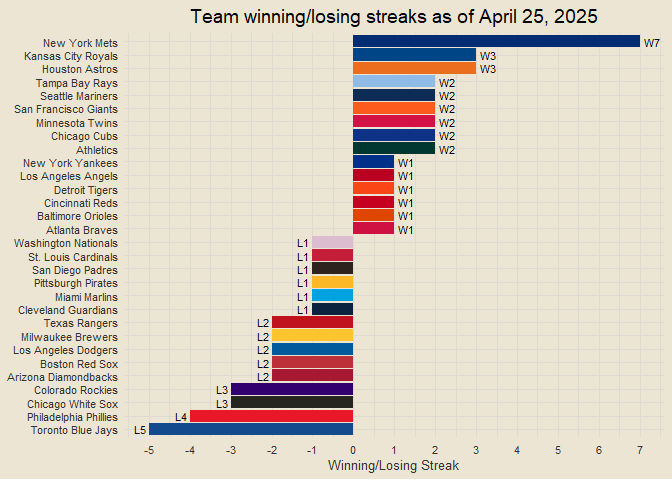 Team winning/losing streaks as of April 25, 2025
New York Mets W7
Kansas City Royals W3
Houston Astros W3
Tampa Bay Rays W2
Seattle Mariners W2
San Francisco Giants W2
Minnesota Twins W2
Chicago Cubs W2
Athletics W2
New York Yankees W1
Los Angeles Angels W1
Detroit Tigers W1
Cincinnati Reds W1
Baltimore Orioles W1
Atlanta Braves W1
Washington Nationals L1
St. Louis Cardinals L1
San Diego Padres L1
Pittsburgh Pirates L1
Miami Marlins L1
Cleveland Guardians L1
Texas Rangers L2
Milwaukee Brewers L2
Los Angeles Dodgers L2
Boston Red Sox L2
Arizona Diamondbacks L2
Colorado Rockies L3
Chicago White Sox L3
Philadelphia Phillies L4
Toronto Blue Jays L5
-5 -4 -3 -2 -1 0 1 2 3 4 5 6 7
Winning/Losing Streak